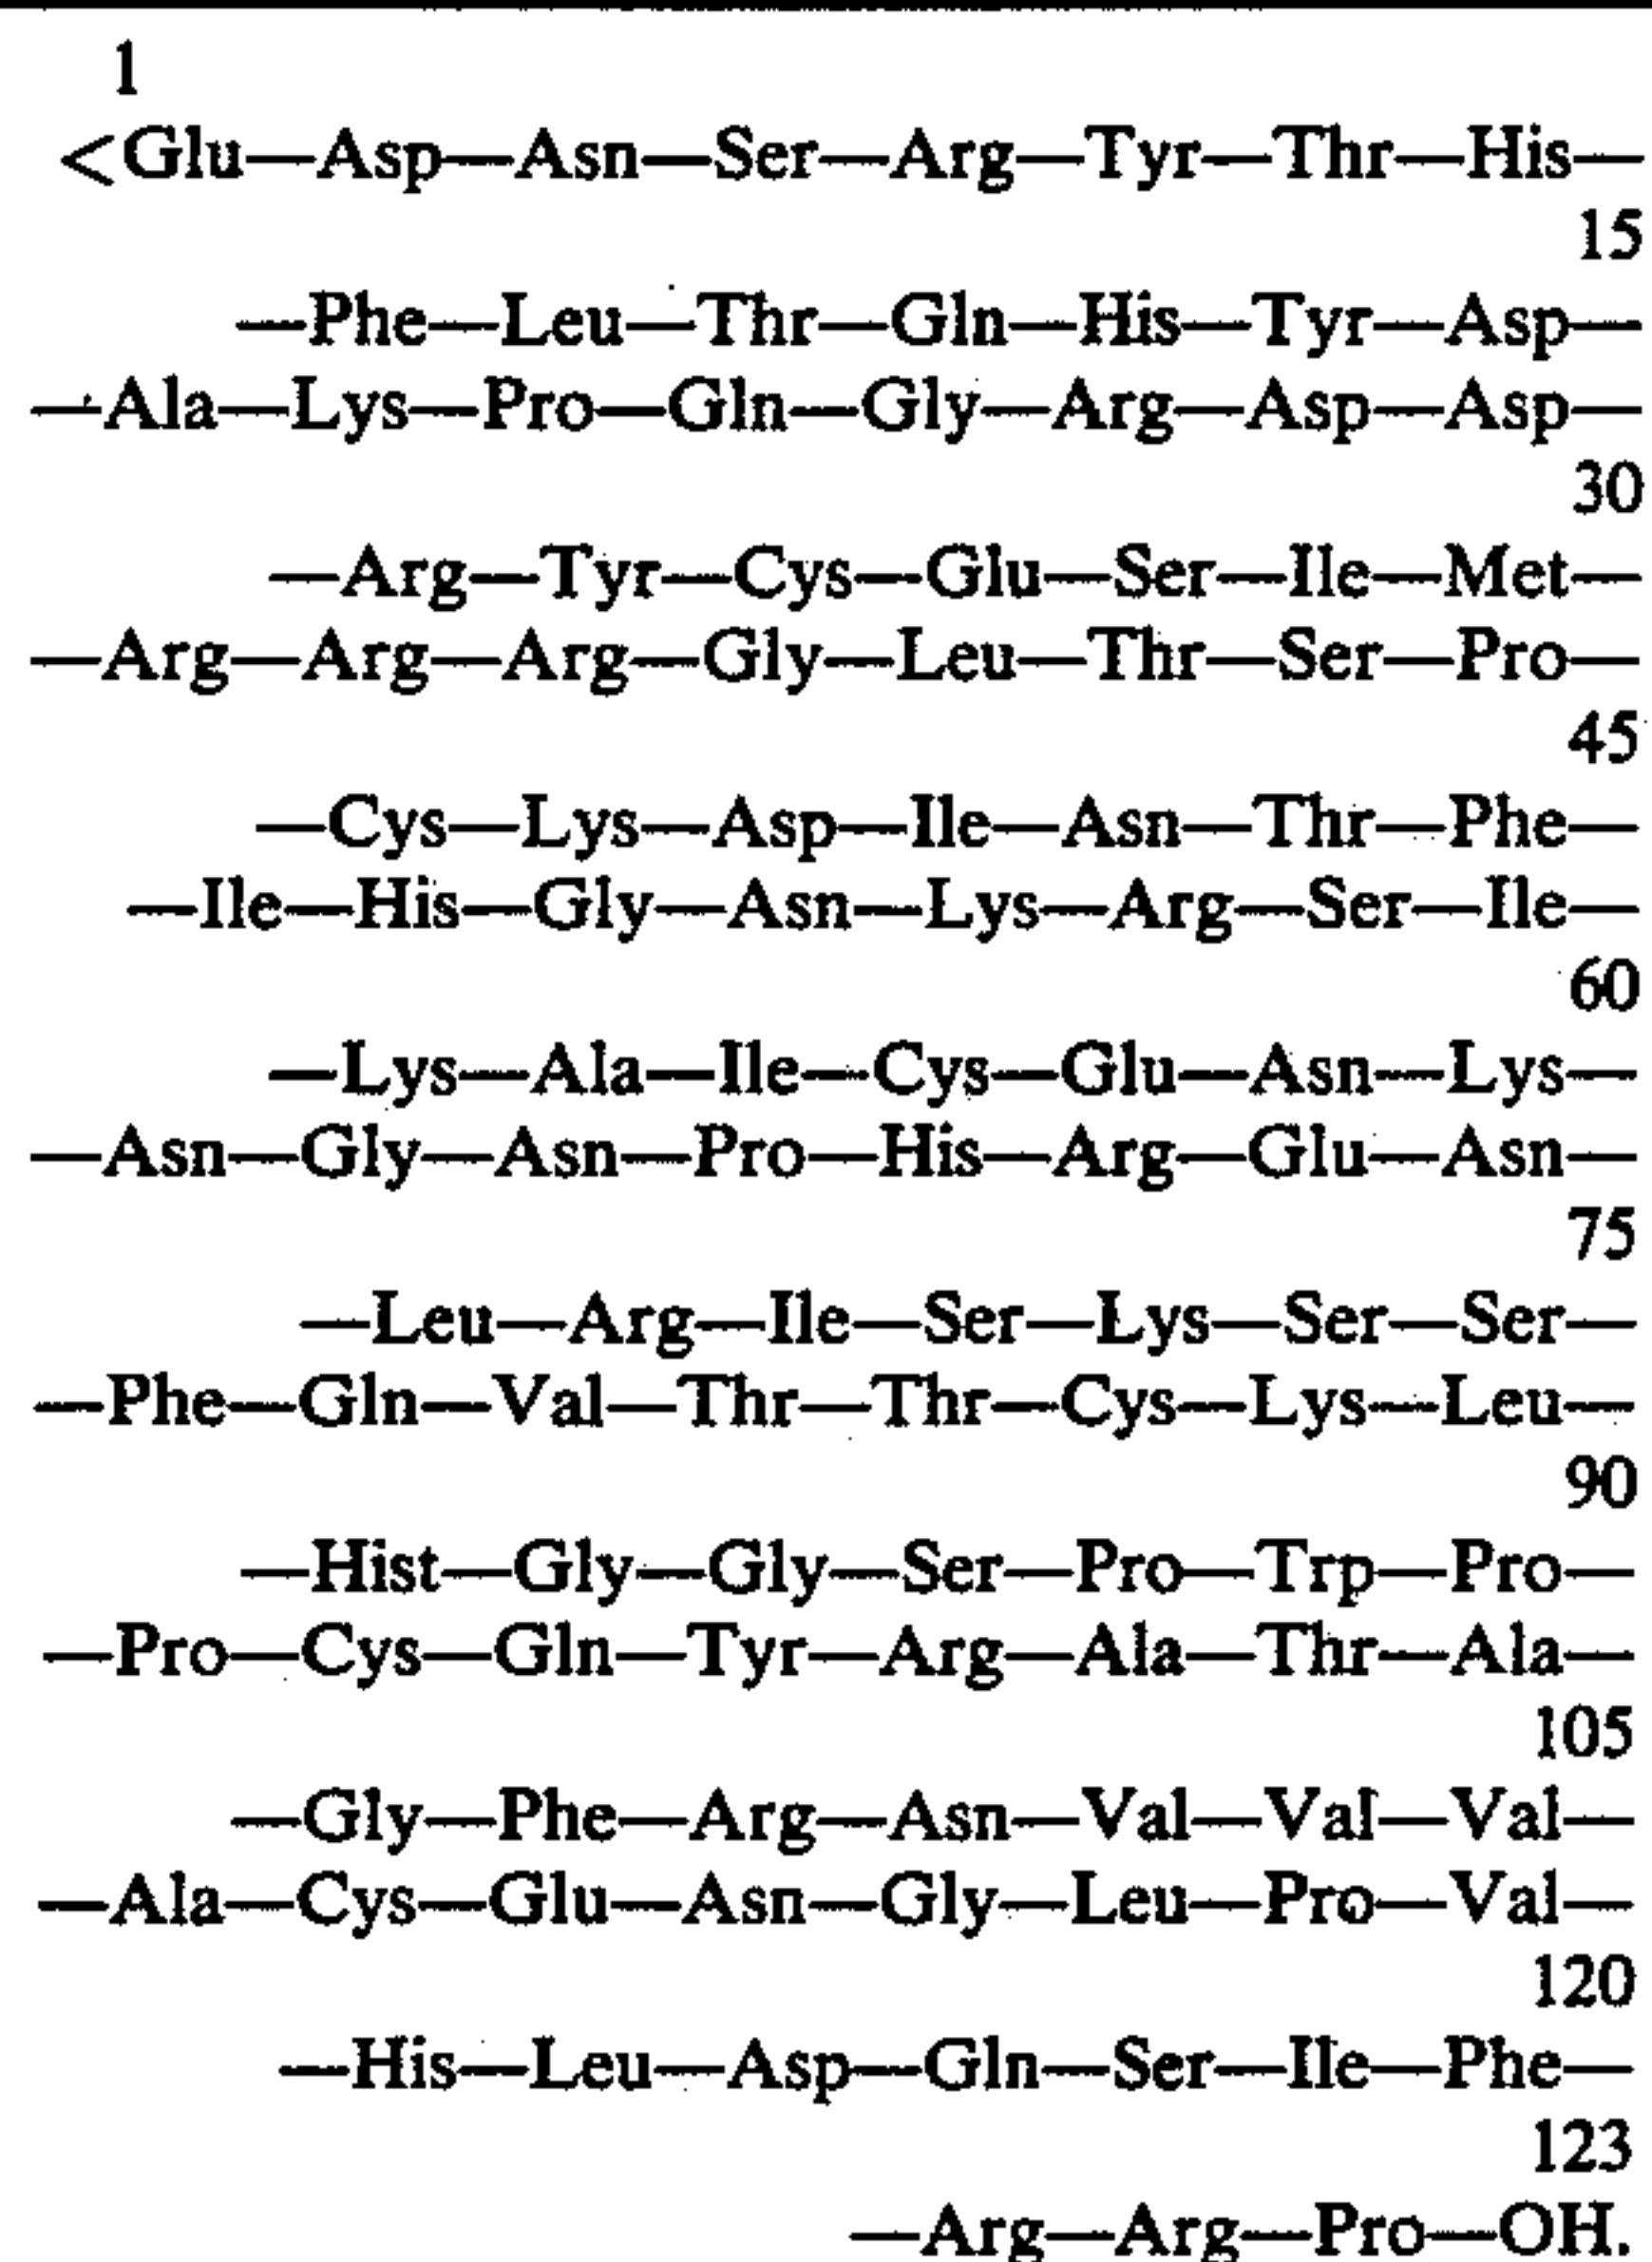 1
<Glu—Asp—Asn—Ser—Arg—Tyr—Thr—His—
15
—Phe—Leu—Thr—Gln—His—Tyr—Asp—
—Ala—Lys—Pro—Gln—Gly—Arg—Asp—Asp—
30
—Arg—Tyr—Cys—Glu—Ser—Ile—Met—
—Arg—Arg—Arg—Gly—Leu—Thr—Ser—Pro—
45
—Cys—Lys—Asp—Ile—Asn—Thr—Phe—
—Ile—His—Gly—Asn—Lys—Arg—Ser—Ile—
60
—Lys—Ala—Ile—Cys—Glu—Asn—Lys—
—Asn—Gly—Asn—Pro—His—Arg—Glu—Asn—
75
—Leu—Arg—Ile—Ser—Lys—Ser—Ser—
—Phe—Gln—Val—Thr—Thr—Cys—Lys—Leu—
90
—Hist—Gly—Gly—Ser—Pro—Trp—Pro—
—Pro—Cys—Gln—Tyr—Arg—Ala—Thr—Ala—
105
—Gly—Phe—Arg—Asn—Val—Val—Val—
—Ala—Cys—Glu—Asn—Gly—Leu—Pro—Val—
120
—His—Leu—Asp—Gln—Ser—Ile—Phe—
123
—Arg—Arg—Pro—OH.